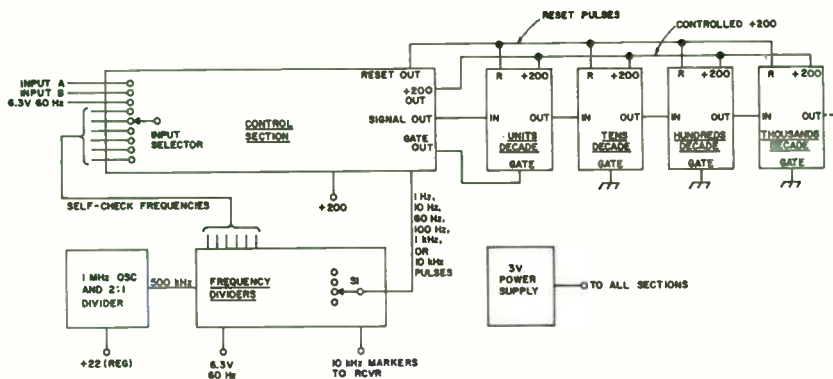 RESET PULSES
CONTROLLED +200
RESET OUT
+200
OUT
SIGNAL OUT
GATE
OUT
CONTROL
SECTION
INPUT A
INPUT B
6.3V 60 Hz
INPUT
SELECTOR
SELF-CHECK FREQUENCIES
+200
R +200
IN OUT
UNITS
DECADE
GATE
R +200
OUT
TENS
DECADE
GATE
R +200
OUT
HUNDREDS
DECADE
GATE
R +200
OUT
THOUSANDS
DECADE
GATE
1 Hz,
10 Hz,
60 Hz,
100 Hz,
1 kHz,
OR
10 kHz
PULSES
1 MHz OSC
AND 2:1
DIVIDER
500 kHz
FREQUENCY
DIVIDERS
S1
+22 (REG)
6.3V
60 Hz
10 kHz MARKERS
TO RCVR
3V
POWER
SUPPLY
TO ALL SECTIONS